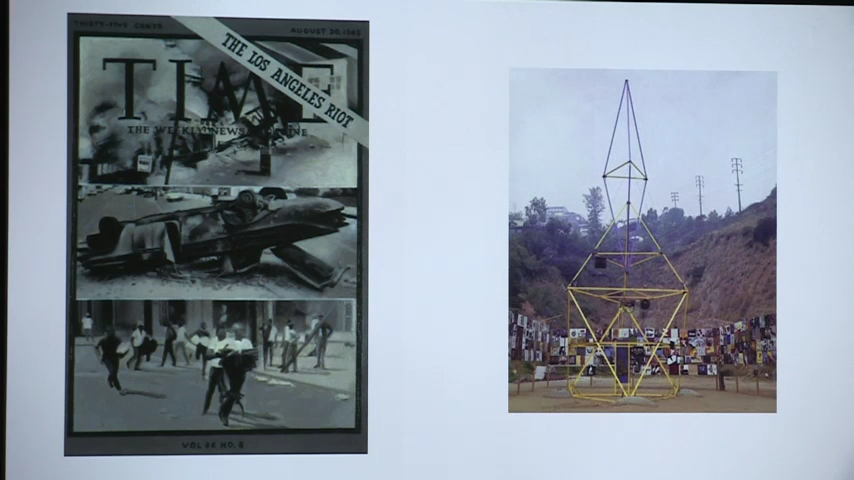 THIRTY-FIVE CENTS
AUGUST 20, 1965
THE LOS ANGELES RIOT
TIME
THE WEEKLY NEWSMAGAZINE
VOL 86 NO. 8